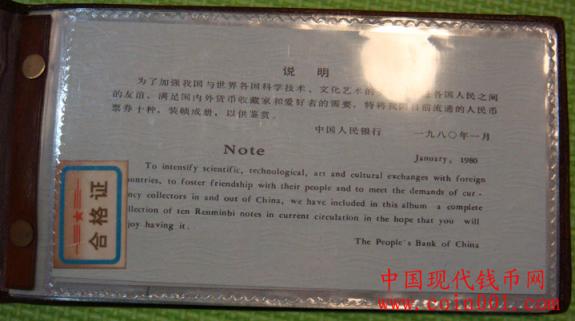 说 明
为了加强我国与世界各国科学技术、文化艺术的 各国人民之间
的友谊，满足国内外货币收藏家和爱好者的需要，特将我国目前流通的人民币
票券十种，装帧成册，以供鉴赏。
中国人民银行 一九八〇年一月
Note January, 1980
To intensify scientific, technological, art and cultural exchanges with foreign
ountries, to foster friendship with their people and to meet the demands of cur-
ncy collectors in and out of China, we have included in this album a complete
llection of ten Renminbi notes in current circulation in the hope that you will
joy having it.
The People's Bank of China
合格证
中国现代钱币网
www.coin001.com